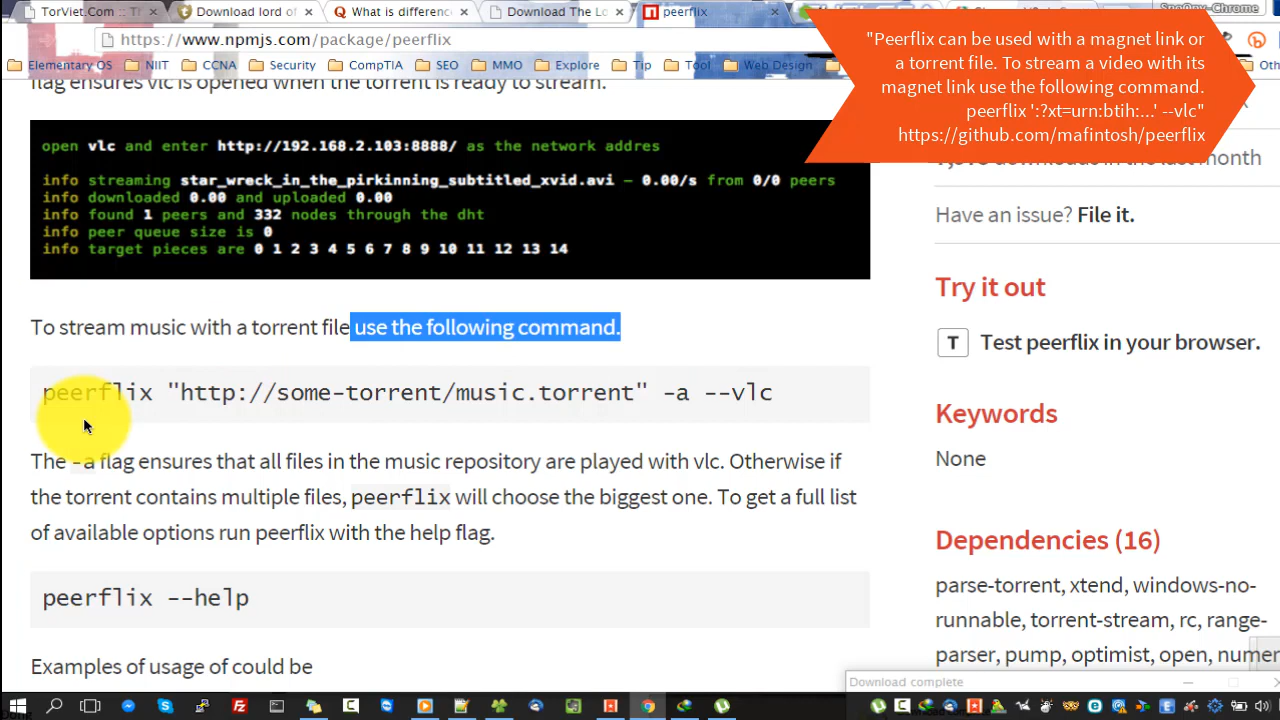 TorViet.Com :: Th
Download lord of
What is differenc
Download The Lo
peerflix
https://www.npmjs.com/package/peerflix
Elementary OS
NIIT
CCNA
Security
CompTIA
SEO
MMO
Explore
Tip
Tool
Web Design
Oth
"Peerflix can be used with a magnet link or
a torrent file. To stream a video with its
magnet link use the following command.
peerflix ':?xt=urn:btih:...' --vlc"
https://github.com/mafintosh/peerflix
flag ensures vlc is opened when the torrent is ready to stream.
open vlc and enter http://192.168.2.103:8888/ as the network addres
info streaming star_wreck_in_the_pirkinning_subtitled_xvid.avi – 0.00/s from 0/0 peers
info downloaded 0.00 and uploaded 0.00
info found 1 peers and 332 nodes through the dht
info peer queue size is 0
info target pieces are 0 1 2 3 4 5 6 7 8 9 10 11 12 13 14
To stream music with a torrent file use the following command.
peerflix "http://some-torrent/music.torrent" -a --vlc
The -a flag ensures that all files in the music repository are played with vlc. Otherwise if
the torrent contains multiple files, peerflix will choose the biggest one. To get a full list
of available options run peerflix with the help flag.
peerflix --help
Examples of usage of could be
downloads in the last month
Have an issue? File it.
Try it out
T Test peerflix in your browser.
Keywords
None
Dependencies (16)
parse-torrent, xtend, windows-no-
runnable, torrent-stream, rc, range-
parser, pump, optimist, open, numer
Download complete